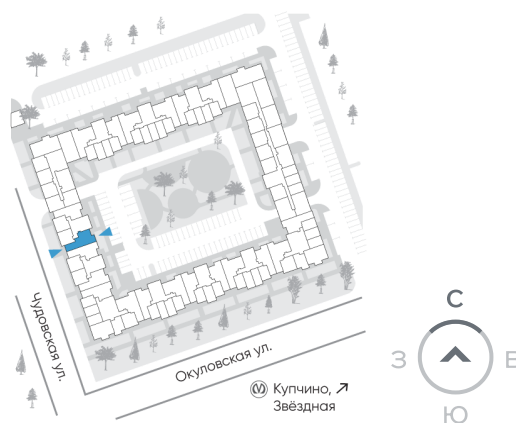 Чудовская ул.
Окуловская ул.
Купчино,
Звёздная
С
З
В
Ю